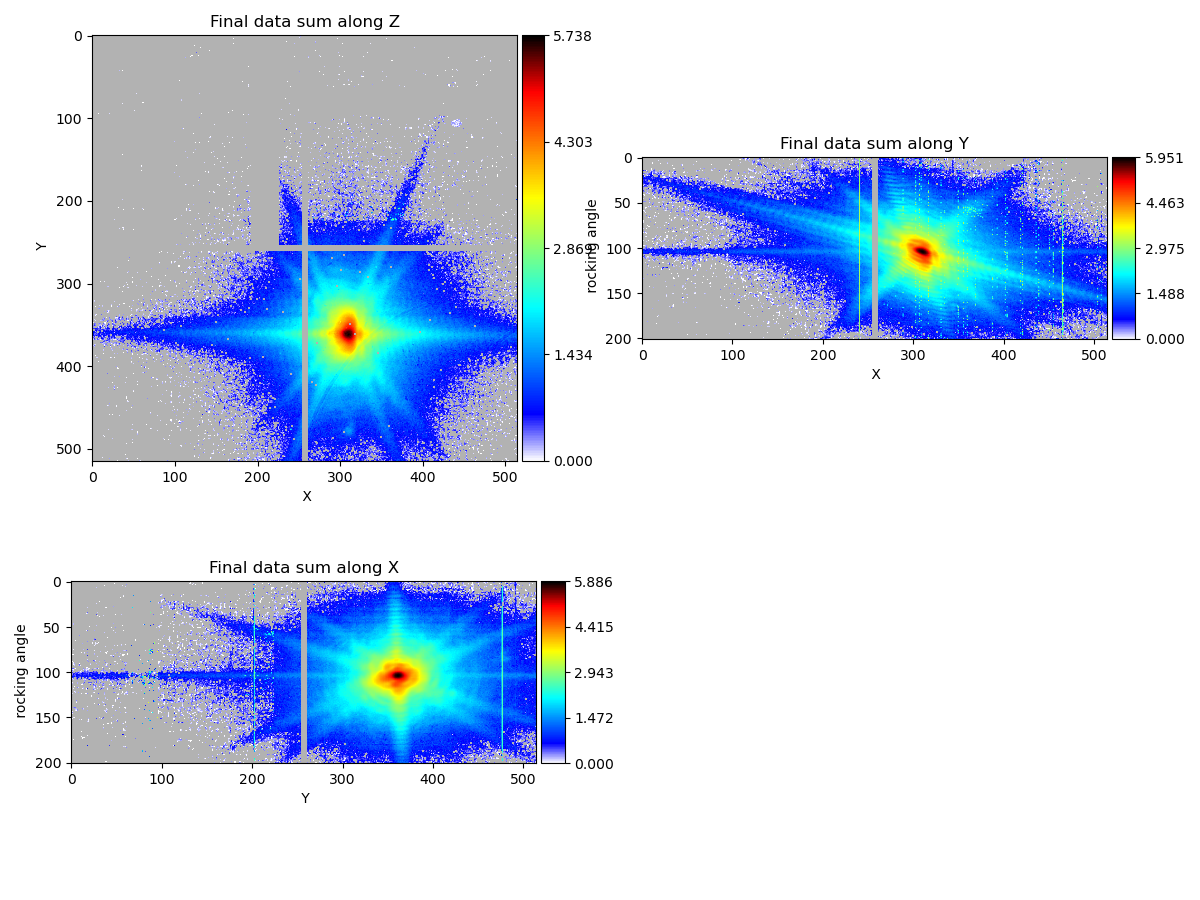 Final data sum along Z
0
100
200
300
400
500
Y
0 100 200 300 400 500
X
5.738
4.303
2.869
1.434
0.000
Final data sum along Y
0
50
100
150
200
rocking angle
0 100 200 300 400 500
X
5.951
4.463
2.975
1.488
0.000
Final data sum along X
0
50
100
150
200
rocking angle
0 100 200 300 400 500
Y
5.886
4.415
2.943
1.472
0.000